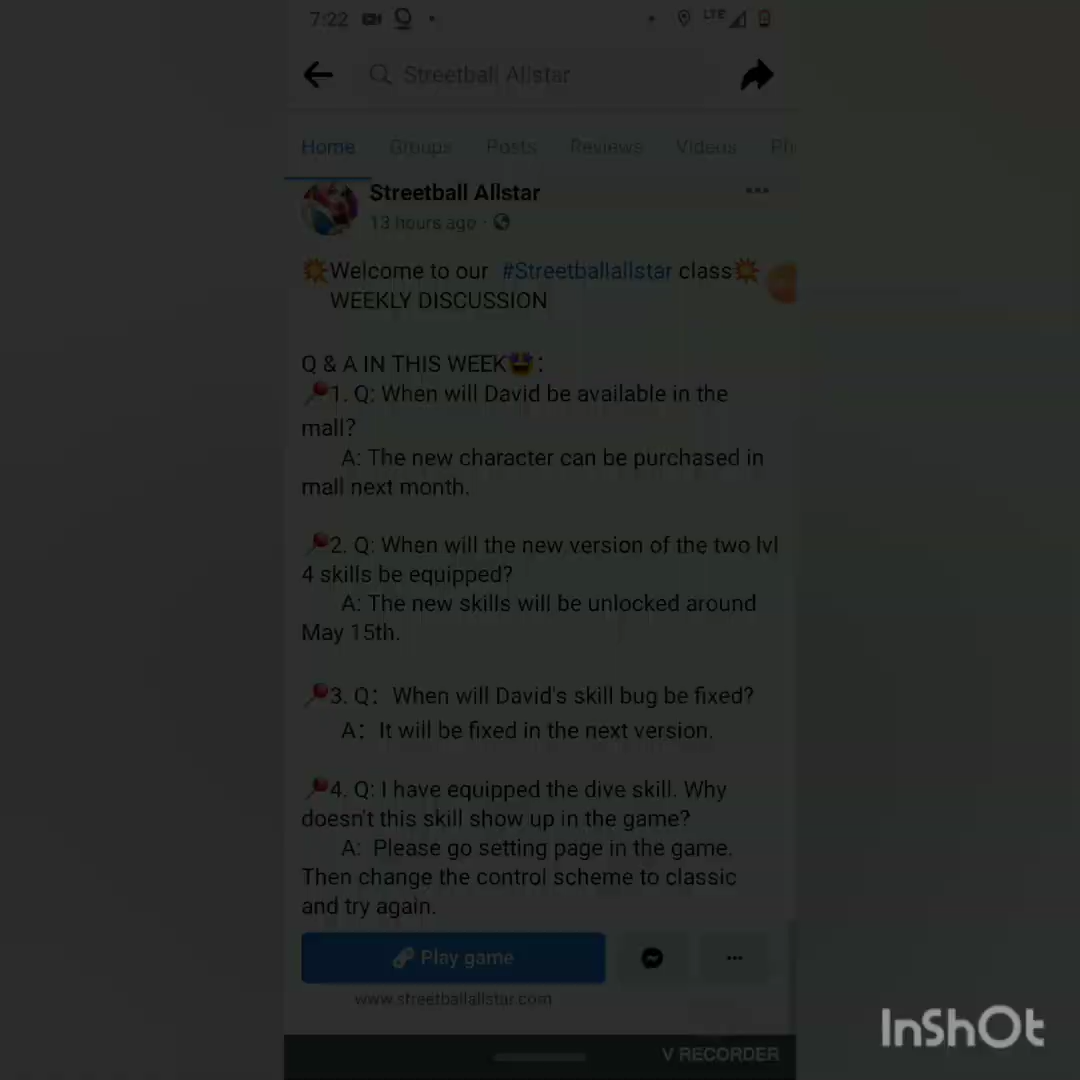 7:22 LTE
Streetball Allstar
Home Groups Posts Reviews Videos
Streetball Allstar
13 hours ago ·
Welcome to our #Streetballallstar class
WEEKLY DISCUSSION
Q & A IN THIS WEEK :
1. Q: When will David be available in the
mall?
A: The new character can be purchased in
mall next month.
2. Q: When will the new version of the two lvl
4 skills be equipped?
A: The new skills will be unlocked around
May 15th.
3. Q: When will David's skill bug be fixed?
A: It will be fixed in the next version.
4. Q: I have equipped the dive skill. Why
doesn't this skill show up in the game?
A: Please go setting page in the game.
Then change the control scheme to classic
and try again.
Play game
www.streetballallstar.com
V RECORDER
InShOt